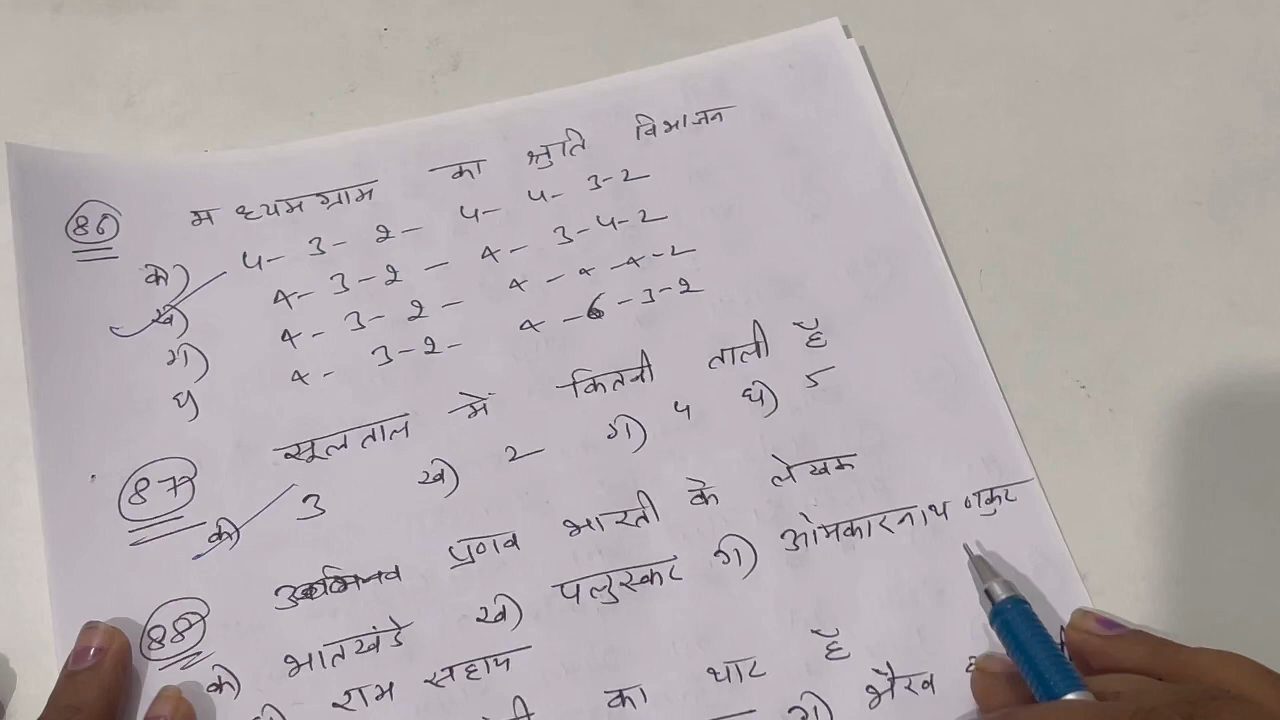 86 मध्यमग्राम का श्रुति विभाजन
क) 4- 3- 2- 4- 4- 3-2
ख) 4- 3-2 - 4- 3-4-2
ग) 4- 3- 2- 4 - 4 -4-2
घ) 4- 3-2- 4 -6-3-2
87 सूलताल में कितनी ताली है
क) 3 ख) 2 ग) 4 घ) 5
88 प्रणव भारती के लेखक
क) भातखंडे ख) पलुस्कर ग) ओमकारनाथ ठाकुर
राम सहाय
का थाट है
ग) भैरव